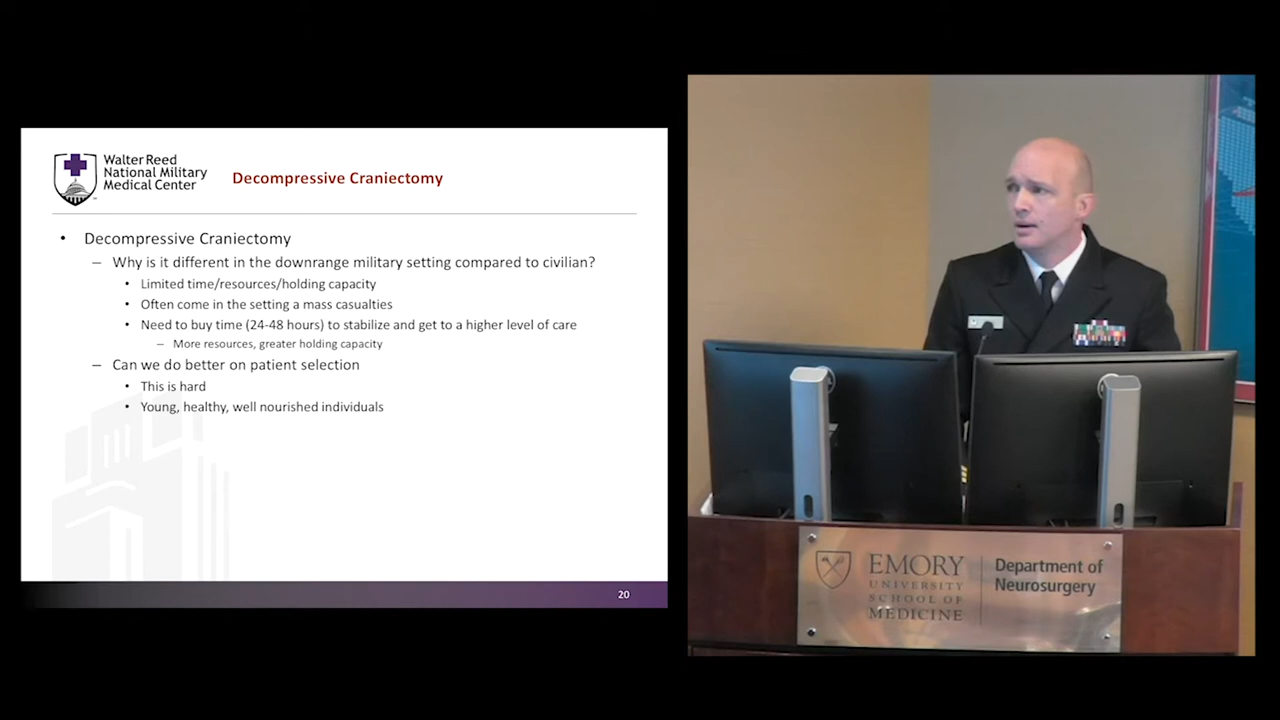 Walter Reed
National Military
Medical Center
Decompressive Craniectomy
• Decompressive Craniectomy
– Why is it different in the downrange military setting compared to civilian?
• Limited time/resources/holding capacity
• Often come in the setting a mass casualties
• Need to buy time (24-48 hours) to stabilize and get to a higher level of care
– More resources, greater holding capacity
– Can we do better on patient selection
• This is hard
• Young, healthy, well nourished individuals
20
EMORY
UNIVERSITY
SCHOOL OF
MEDICINE
Department of
Neurosurgery